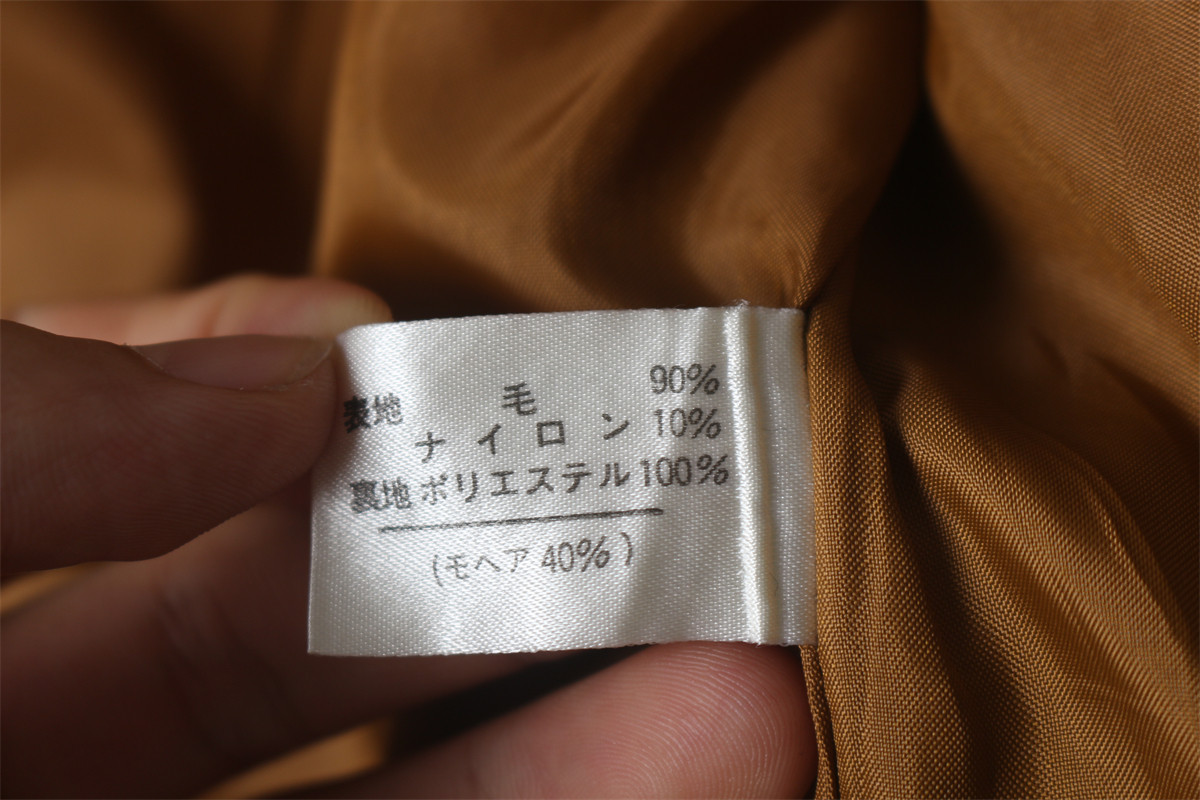 表地 毛 90%
ナイロン 10%
裏地 ポリエステル 100%
(モヘア 40%)